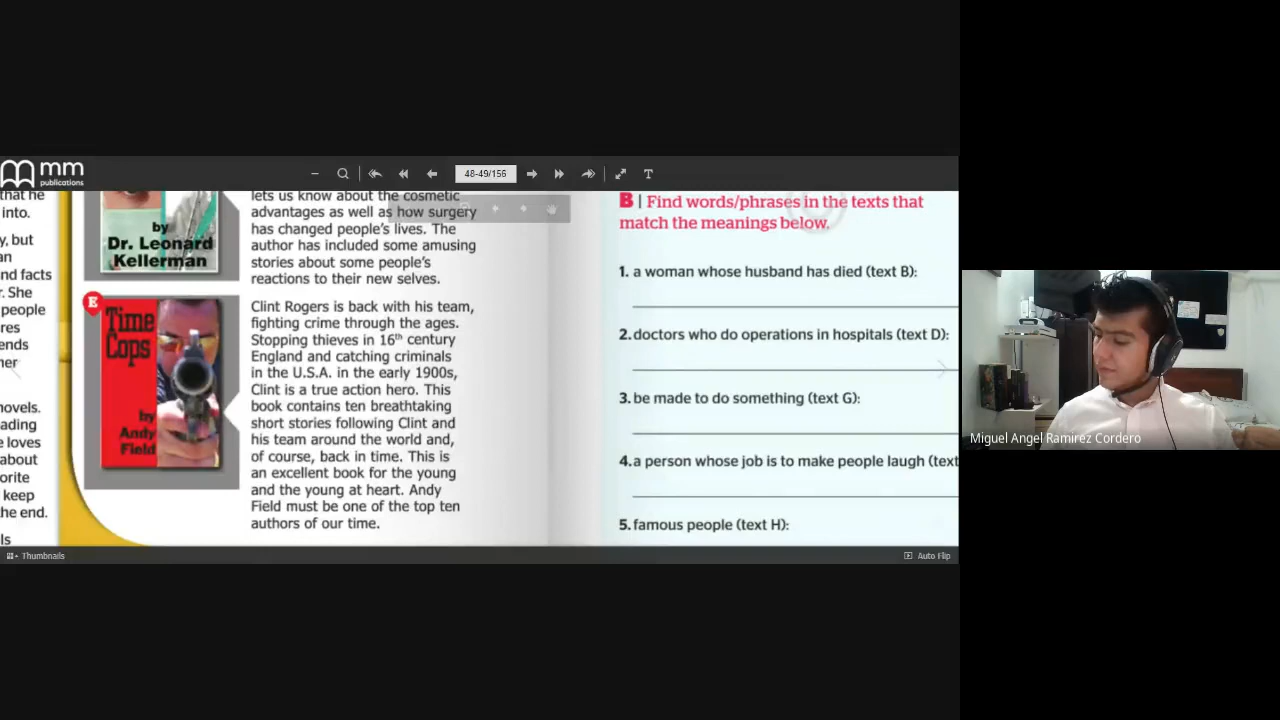 mm
publications
48-49/156
T
that he
into.
y, but
an
nd facts
r. She
people
res
ends
her
novels.
ading
e loves
about
orite
keep
the end.
ls
by
Dr. Leonard
Kellerman
lets us know about the cosmetic
advantages as well as how surgery
has changed people's lives. The
author has included some amusing
stories about some people's
reactions to their new selves.
E
Time
Cops
by
Andy
Field
Clint Rogers is back with his team,
fighting crime through the ages.
Stopping thieves in 16th century
England and catching criminals
in the U.S.A. in the early 1900s,
Clint is a true action hero. This
book contains ten breathtaking
short stories following Clint and
his team around the world and,
of course, back in time. This is
an excellent book for the young
and the young at heart. Andy
Field must be one of the top ten
authors of our time.
B | Find words/phrases in the texts that
match the meanings below.
1. a woman whose husband has died (text B):
2. doctors who do operations in hospitals (text D):
3. be made to do something (text G):
4. a person whose job is to make people laugh (text
5. famous people (text H):
Thumbnails
Auto Flip
Miguel Angel Ramirez Cordero